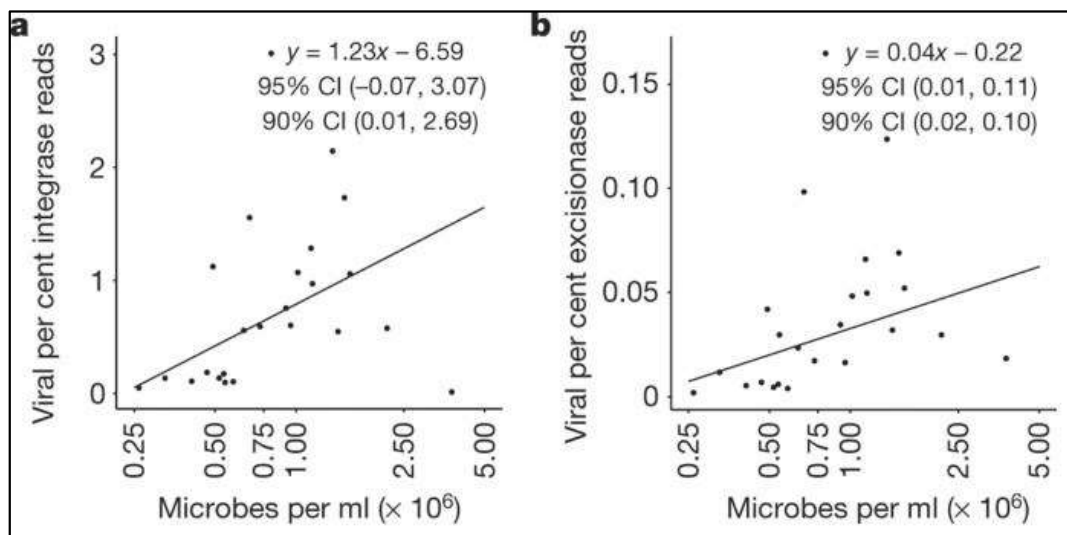 a
y = 1.23x – 6.59
95% CI (–0.07, 3.07)
90% CI (0.01, 2.69)
Viral per cent integrase reads
3
2
1
0
0.25
0.50
0.75
1.00
2.50
5.00
Microbes per ml (× 10⁶)
b
y = 0.04x – 0.22
95% CI (0.01, 0.11)
90% CI (0.02, 0.10)
Viral per cent excisionase reads
0.15
0.10
0.05
0
0.25
0.50
0.75
1.00
2.50
5.00
Microbes per ml (× 10⁶)